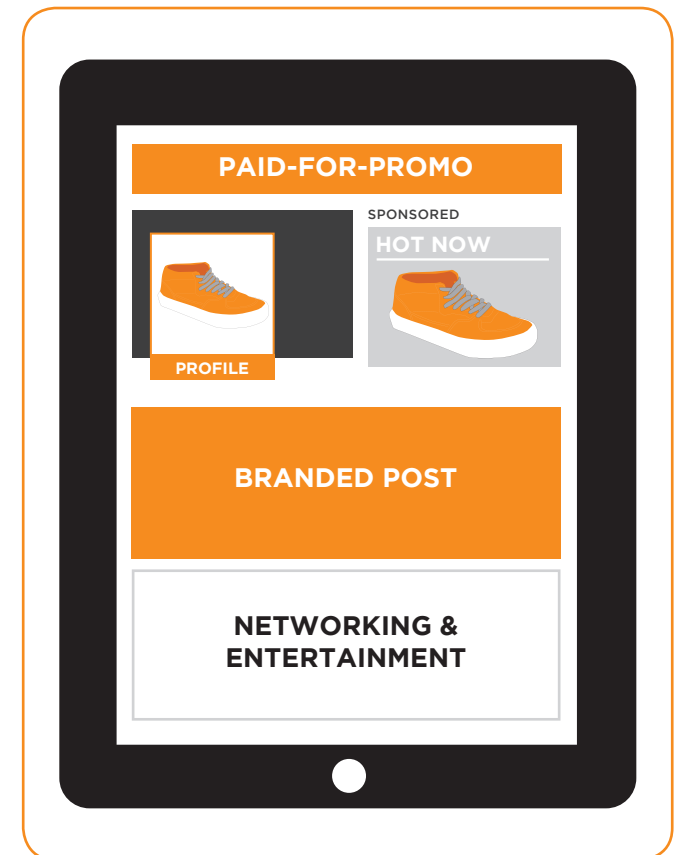 PAID-FOR-PROMO
SPONSORED
HOT NOW
PROFILE
BRANDED POST
NETWORKING &
ENTERTAINMENT